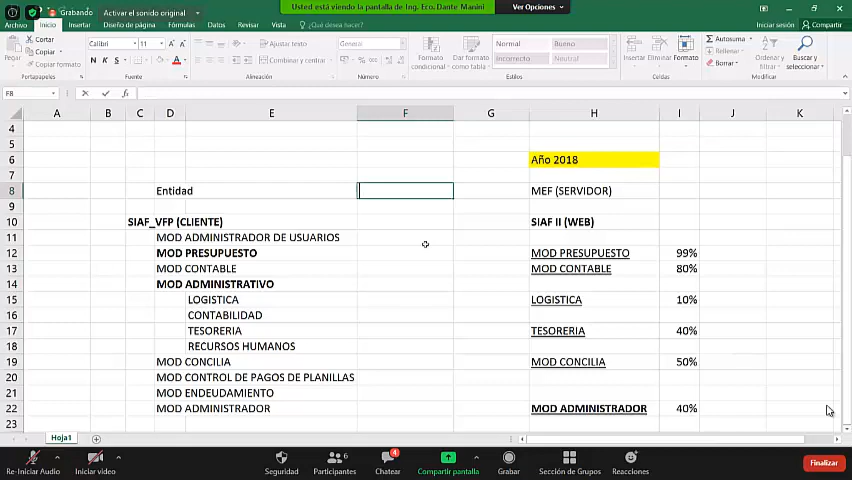 Grabando
Activar el sonido original
Usted está viendo la pantalla de Ing. Eco. Dante Manini
Ver Opciones
Archivo Inicio Insertar Disposición de página Fórmulas Datos Revisar Vista ¿Qué desea hacer? Iniciar sesión Compartir
Cortar
Copiar
Copiar formato
Pegar
Portapapeles
Calibri 11
N K S
Fuente
Ajustar texto
Combinar y centrar
Alineación
General
Número
Formato condicional
Dar formato como tabla
Normal Bueno
Incorrecto Neutral
Estilos
Insertar Eliminar Formato
Celdas
Autosuma
Rellenar
Borrar
Buscar y seleccionar
Modificar
F8
A B C D E F G H I J K
4
5
6 Año 2018
7
8 Entidad MEF (SERVIDOR)
9
10 SIAF_VFP (CLIENTE) SIAF II (WEB)
11 MOD ADMINISTRADOR DE USUARIOS
12 MOD PRESUPUESTO MOD PRESUPUESTO 99%
13 MOD CONTABLE MOD CONTABLE 80%
14 MOD ADMINISTRATIVO
15 LOGISTICA LOGISTICA 10%
16 CONTABILIDAD
17 TESORERIA TESORERIA 40%
18 RECURSOS HUMANOS
19 MOD CONCILIA MOD CONCILIA 50%
20 MOD CONTROL DE PAGOS DE PLANILLAS
21 MOD ENDEUDAMIENTO
22 MOD ADMINISTRADOR MOD ADMINISTRADOR 40%
23
Hoja1
Re-Iniciar Audio Iniciar video Seguridad Participantes 6 Chatear 4 Compartir pantalla Grabar Sección de Grupos Reacciones Finalizar